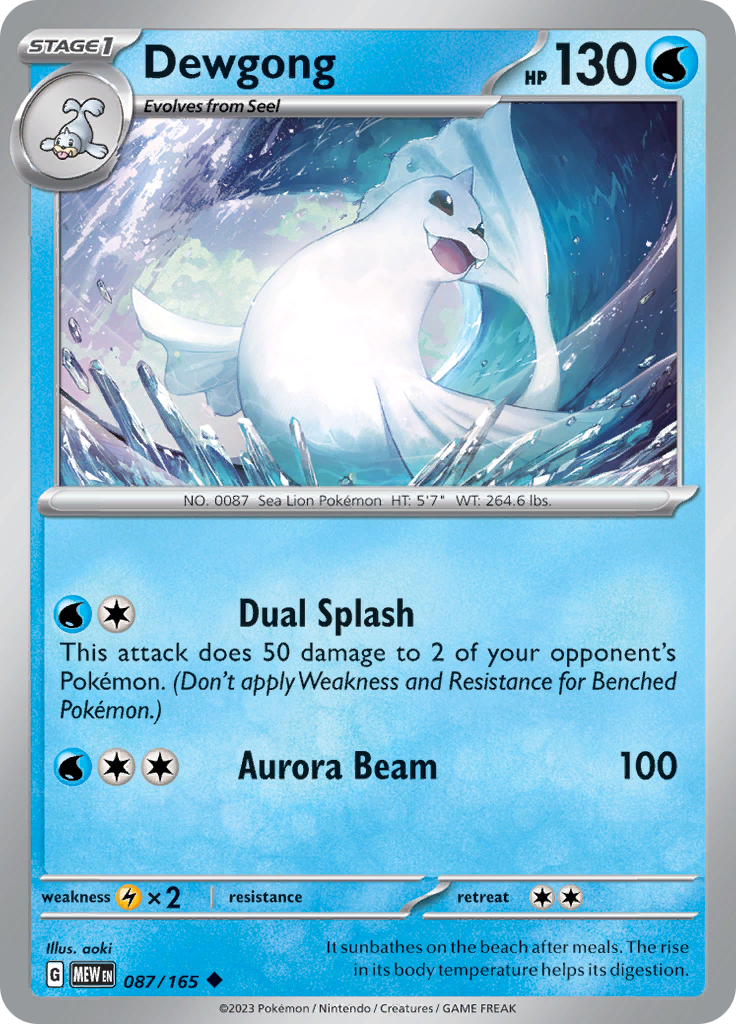 STAGE1
Dewgong
HP 130
Evolves from Seel
NO. 0087 Sea Lion Pokémon HT: 5'7" WT: 264.6 lbs.
Dual Splash
This attack does 50 damage to 2 of your opponent's
Pokémon. (Don't apply Weakness and Resistance for Benched
Pokémon.)
Aurora Beam 100
weakness ×2 resistance retreat
Illus. aoki
It sunbathes on the beach after meals. The rise
in its body temperature helps its digestion.
G MEW EN 087/165
©2023 Pokémon / Nintendo / Creatures / GAME FREAK